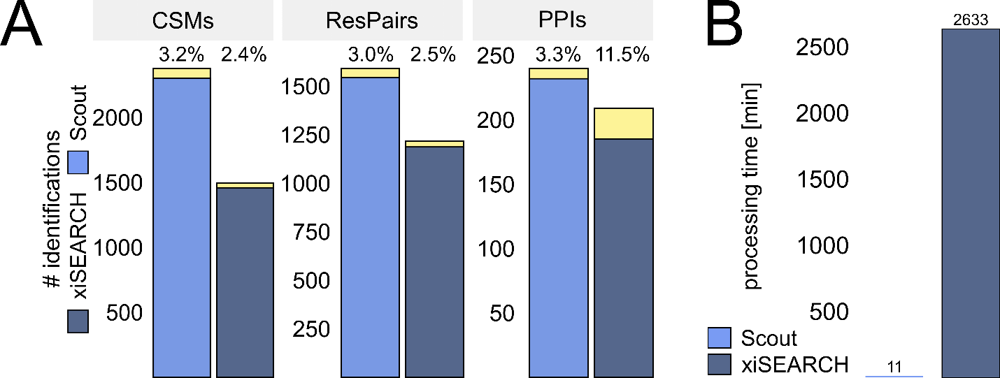 A
CSMs
ResPairs
PPIs
3.2%
2.4%
3.0%
2.5%
3.3%
11.5%
# identifications
xiSEARCH
Scout
2000
1500
1000
500
1500
1250
1000
750
500
250
250
200
150
100
50
B
processing time [min]
2500
2000
1500
1000
500
2633
11
Scout
xiSEARCH